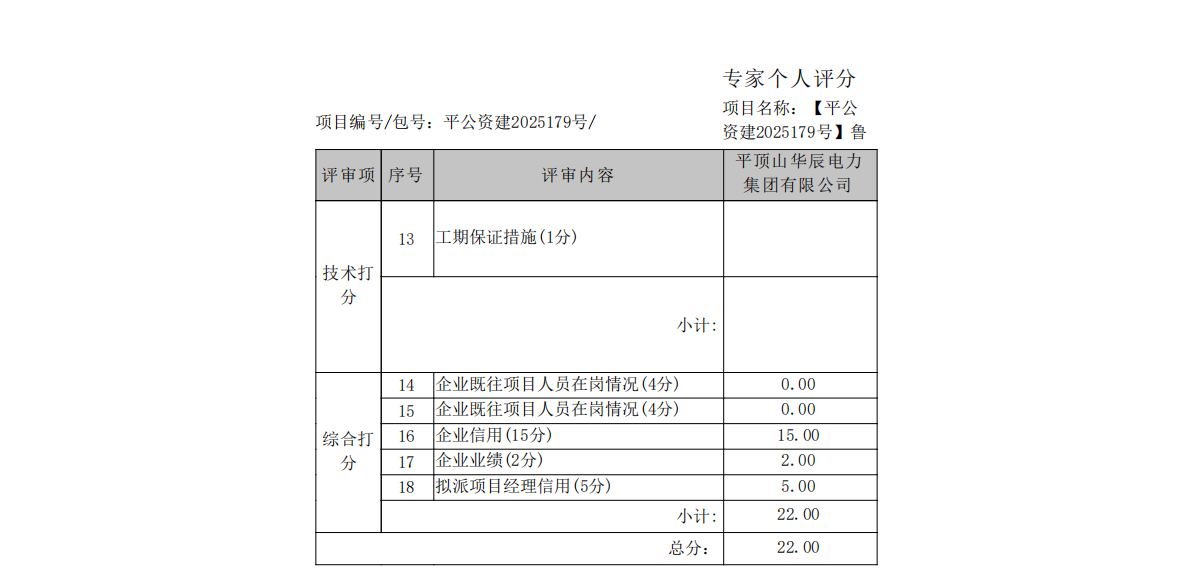 专家个人评分
项目编号/包号：平公资建2025179号/
项目名称：【平公
资建2025179号】鲁
评审项 序号 评审内容 平顶山华辰电力
集团有限公司
技术打
分
13 工期保证措施(1分)
小计:
综合打
分
14 企业既往项目人员在岗情况(4分) 0.00
15 企业既往项目人员在岗情况(4分) 0.00
16 企业信用(15分) 15.00
17 企业业绩(2分) 2.00
18 拟派项目经理信用(5分) 5.00
小计: 22.00
总分： 22.00